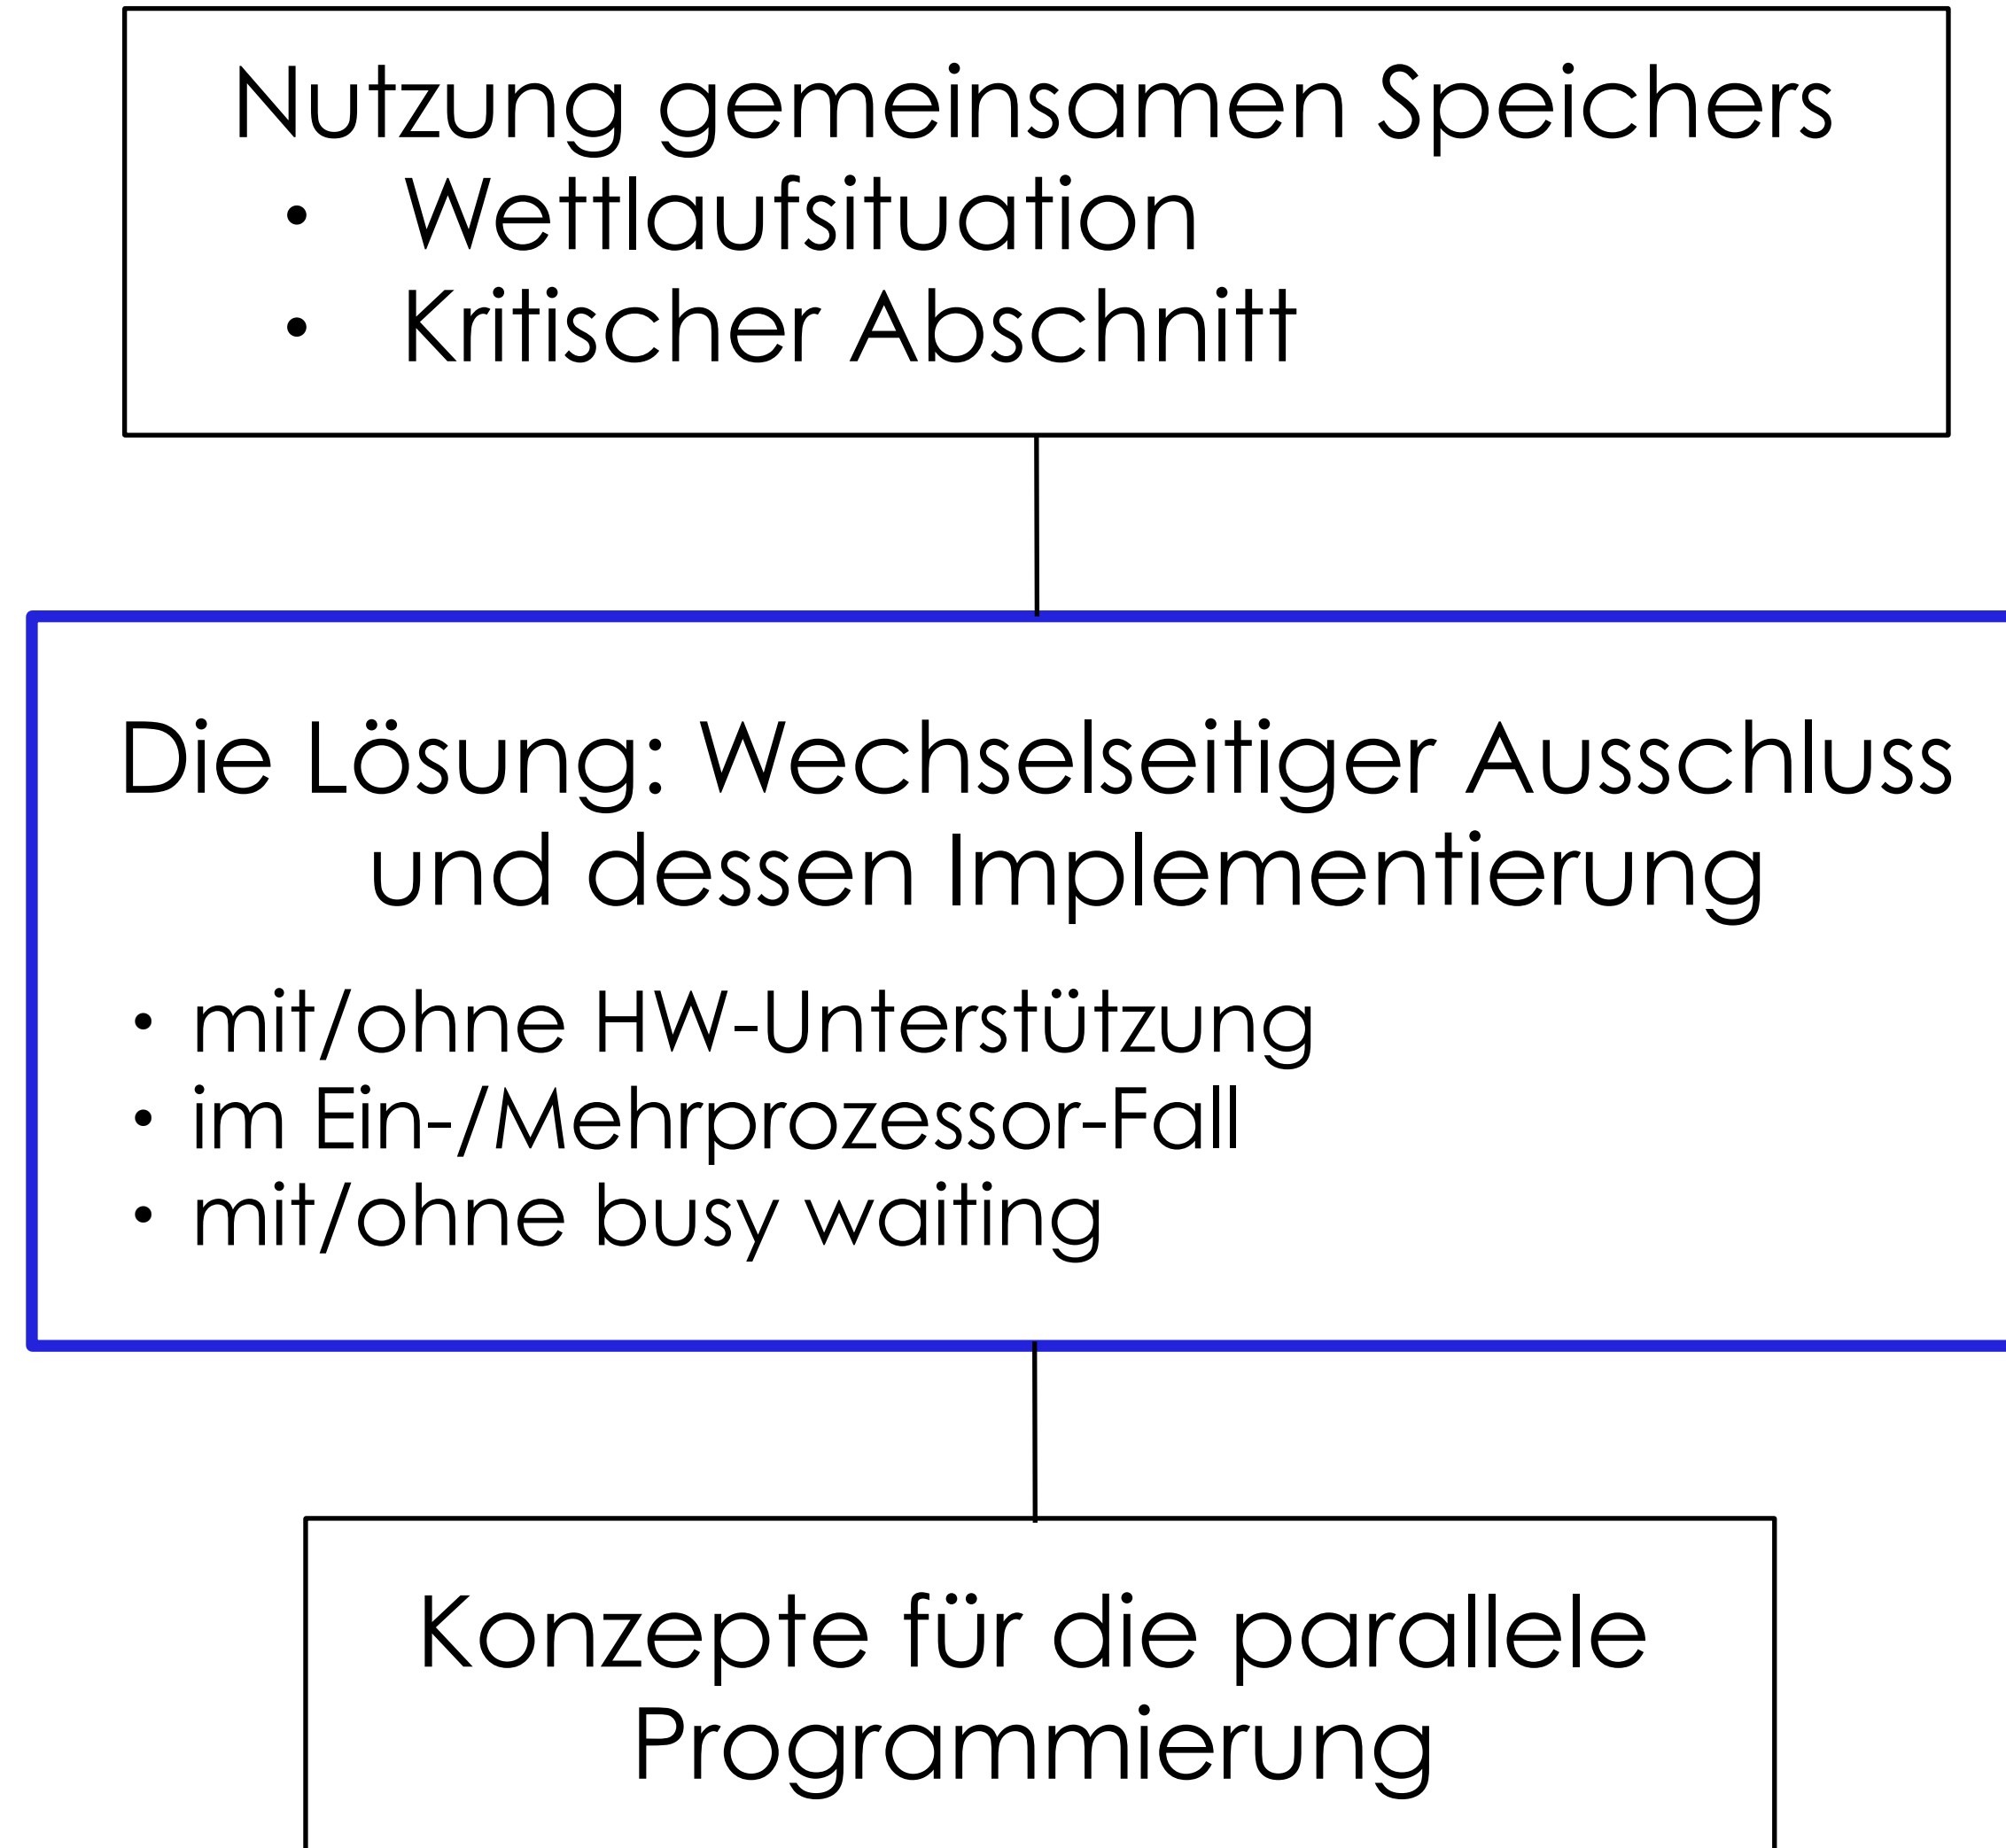 Nutzung gemeinsamen Speichers
• Wettlaufsituation
• Kritischer Abschnitt
Die Lösung: Wechselseitiger Auschluss
und dessen Implementierung
• mit/ohne HW-Unterstützung
• im Ein-/Mehrprozessor-Fall
• mit/ohne busy waiting
Konzepte für die parallele
Programmierung